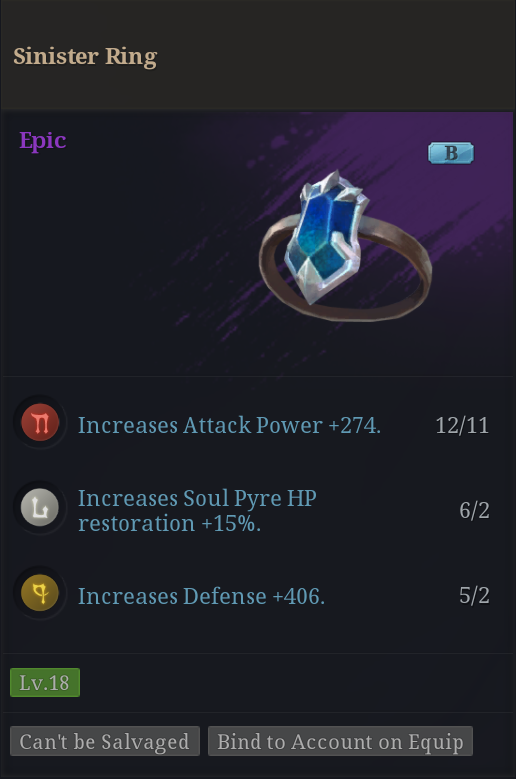 Sinister Ring
Epic
B
Increases Attack Power +274.
12/11
Increases Soul Pyre HP
restoration +15%.
6/2
Increases Defense +406.
5/2
Lv.18
Can't be Salvaged
Bind to Account on Equip